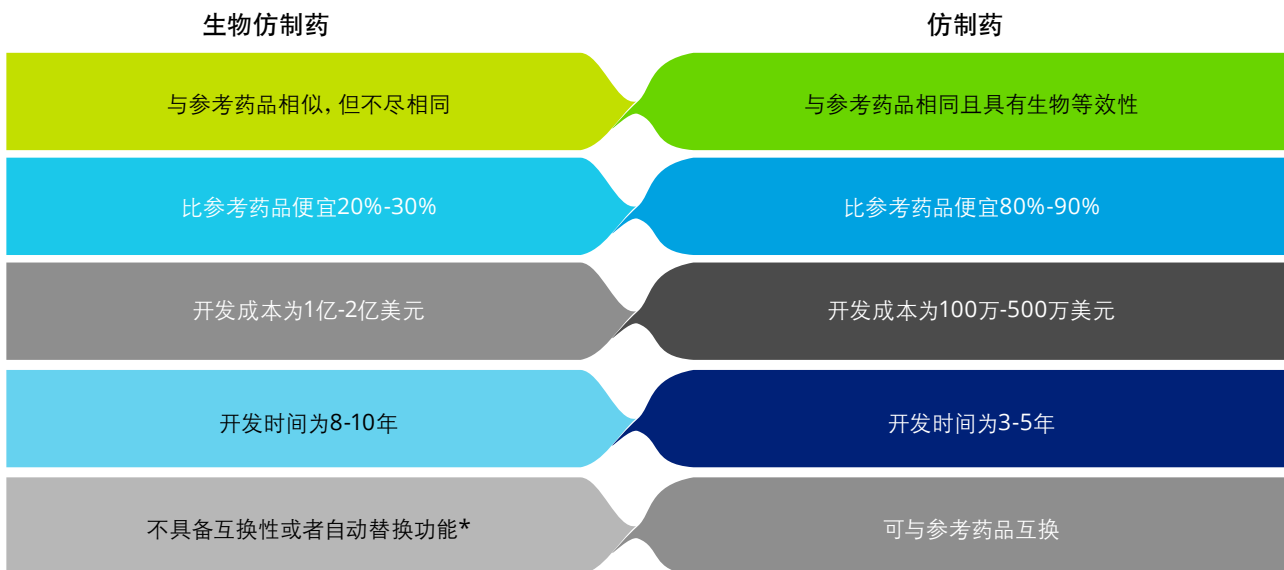 生物仿制药
仿制药
与参考药品相似，但不尽相同
与参考药品相同且具有生物等效性
比参考药品便宜20%-30%
比参考药品便宜80%-90%
开发成本为1亿-2亿美元
开发成本为100万-500万美元
开发时间为8-10年
开发时间为3-5年
不具备互换性或者自动替换功能*
可与参考药品互换